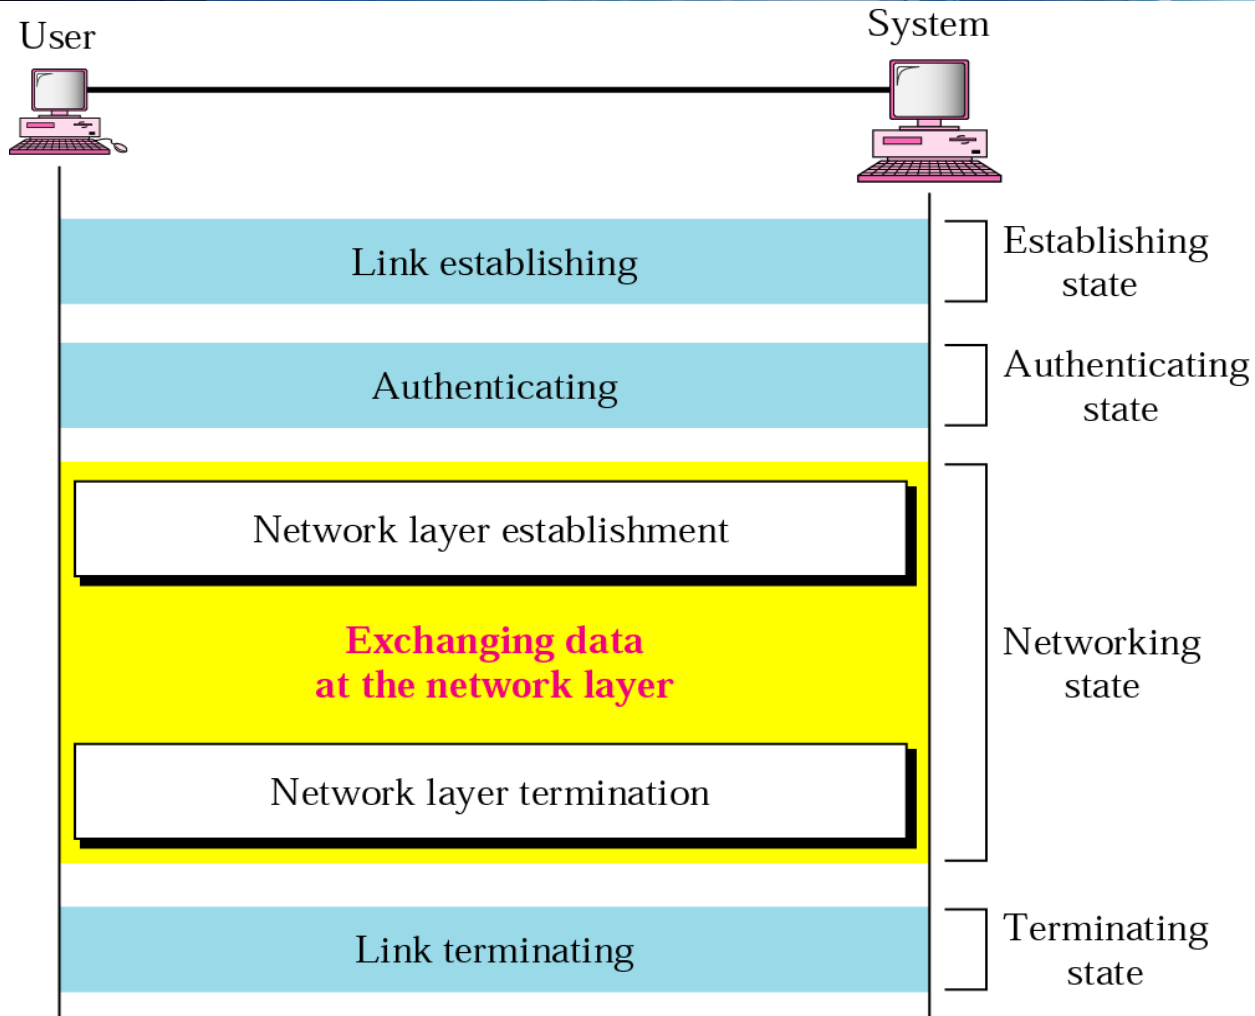 User
System
Link establishing
Establishing
state
Authenticating
Authenticating
state
Network layer establishment
Exchanging data
at the network layer
Networking
state
Network layer termination
Link terminating
Terminating
state